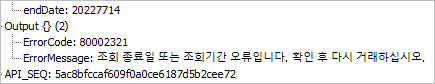 endDate: 20227714
Output {} (2)
ErrorCode: 80002321
ErrorMessage: 조회 종료일 또는 조회기간 오류입니다. 확인 후 다시 거래하십시오.
API_SEQ: 5ac8bfccaf609f0a0ce6187d5b2cee72